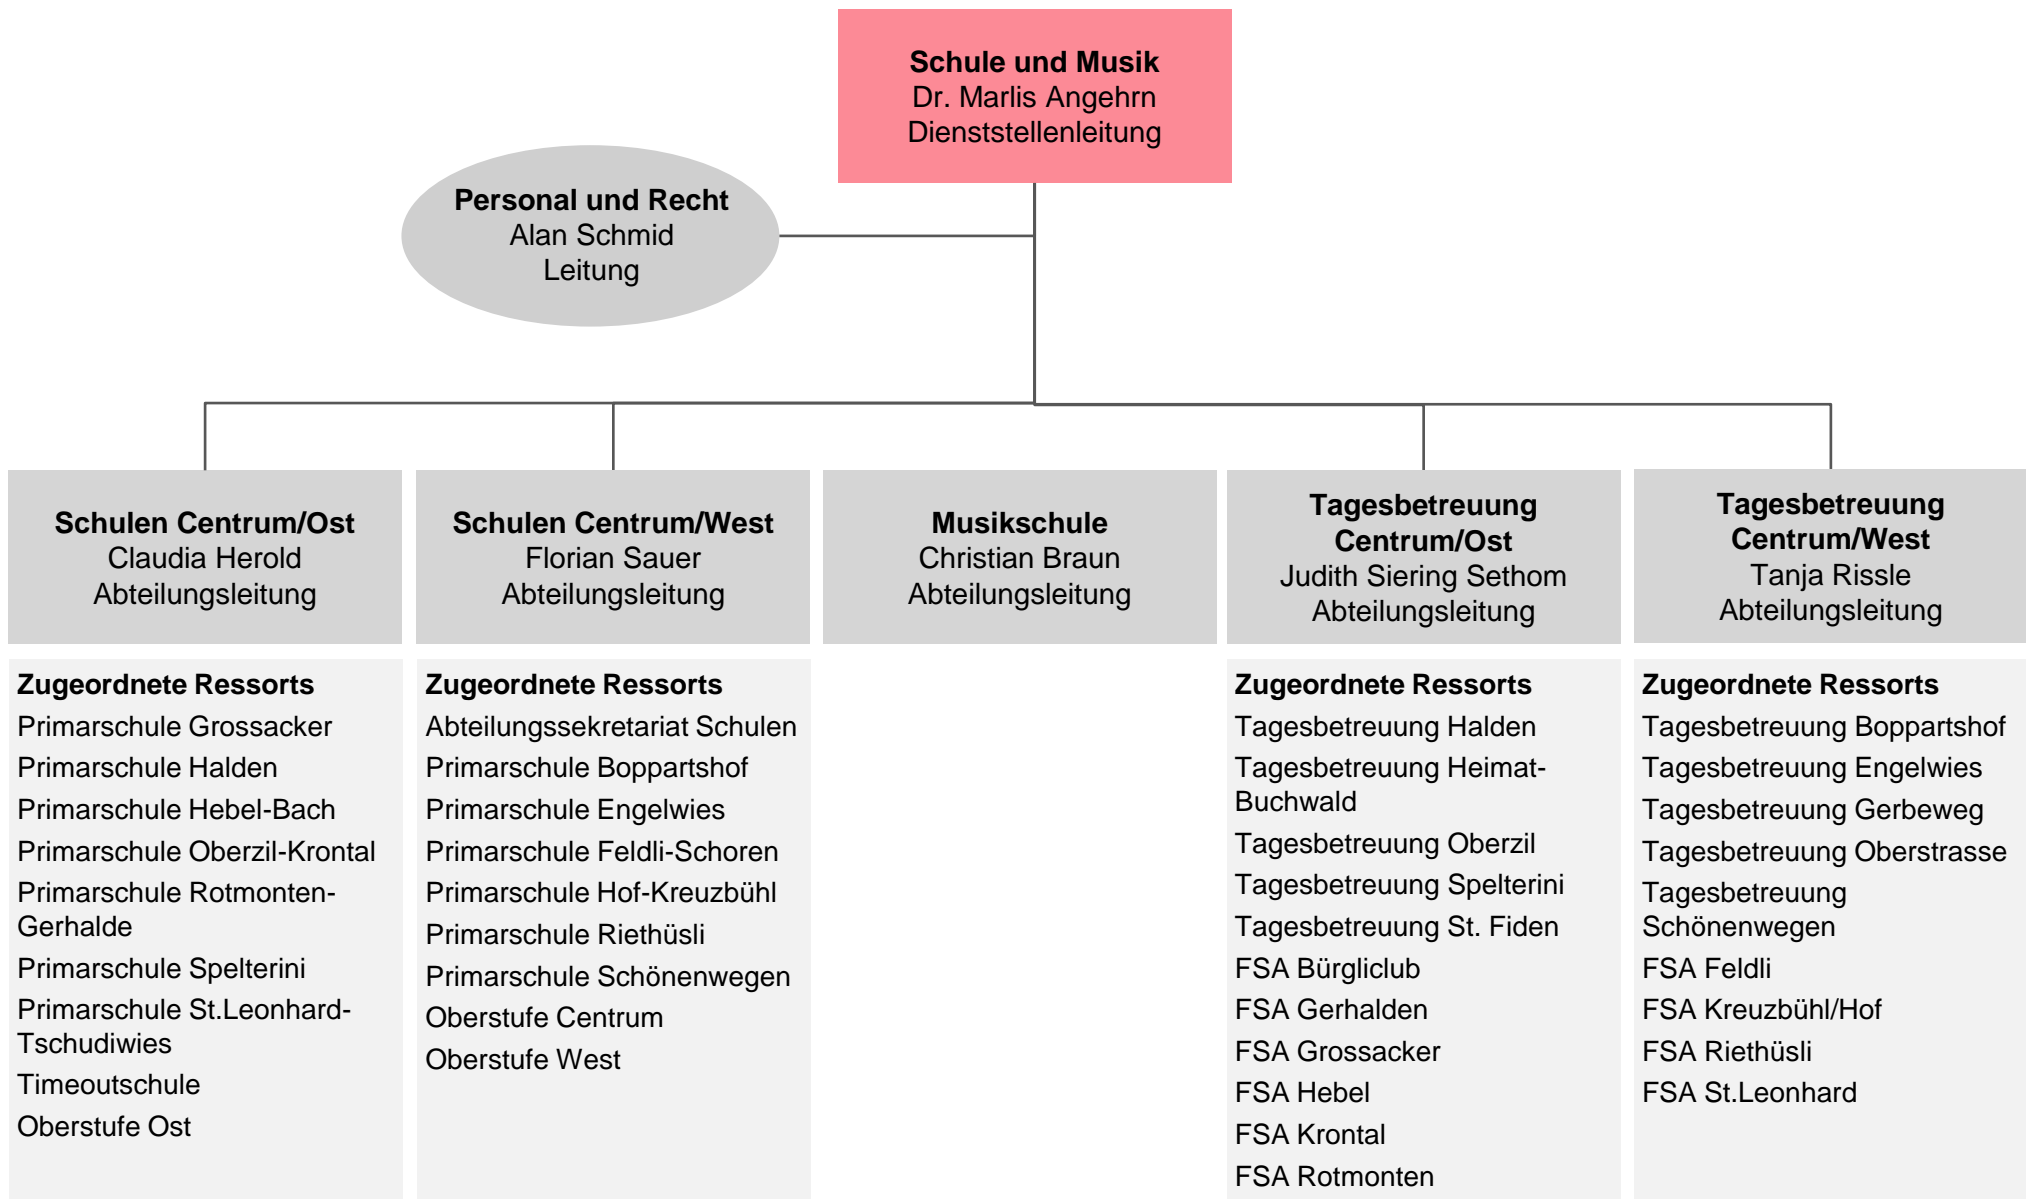 Schule und Musik
Dr. Marlis Angehrn
Dienststellenleitung
Personal und Recht
Alan Schmid
Leitung
Schulen Centrum/Ost
Claudia Herold
Abteilungsleitung
Schulen Centrum/West
Florian Sauer
Abteilungsleitung
Musikschule
Christian Braun
Abteilungsleitung
Tagesbetreuung
Centrum/Ost
Judith Siering Sethom
Abteilungsleitung
Tagesbetreuung
Centrum/West
Tanja Rissle
Abteilungsleitung
Zugeordnete Ressorts
Primarschule Grossacker
Primarschule Halden
Primarschule Hebel-Bach
Primarschule Oberzil-Krontal
Primarschule Rotmonten-
Gerhalde
Primarschule Spelterini
Primarschule St.Leonhard-
Tschudiwies
Timeoutschule
Oberstufe Ost
Zugeordnete Ressorts
Abteilungssekretariat Schulen
Primarschule Boppartshof
Primarschule Engelwies
Primarschule Feldli-Schoren
Primarschule Hof-Kreuzbühl
Primarschule Riethüsli
Primarschule Schönenwegen
Oberstufe Centrum
Oberstufe West
Zugeordnete Ressorts
Tagesbetreuung Halden
Tagesbetreuung Heimat-
Buchwald
Tagesbetreuung Oberzil
Tagesbetreuung Spelterini
Tagesbetreuung St. Fiden
FSA Bürgliclub
FSA Gerhalden
FSA Grossacker
FSA Hebel
FSA Krontal
FSA Rotmonten
Zugeordnete Ressorts
Tagesbetreuung Boppartshof
Tagesbetreuung Engelwies
Tagesbetreuung Gerbeweg
Tagesbetreuung Oberstrasse
Tagesbetreuung
Schönenwegen
FSA Feldli
FSA Kreuzbühl/Hof
FSA Riethüsli
FSA St.Leonhard